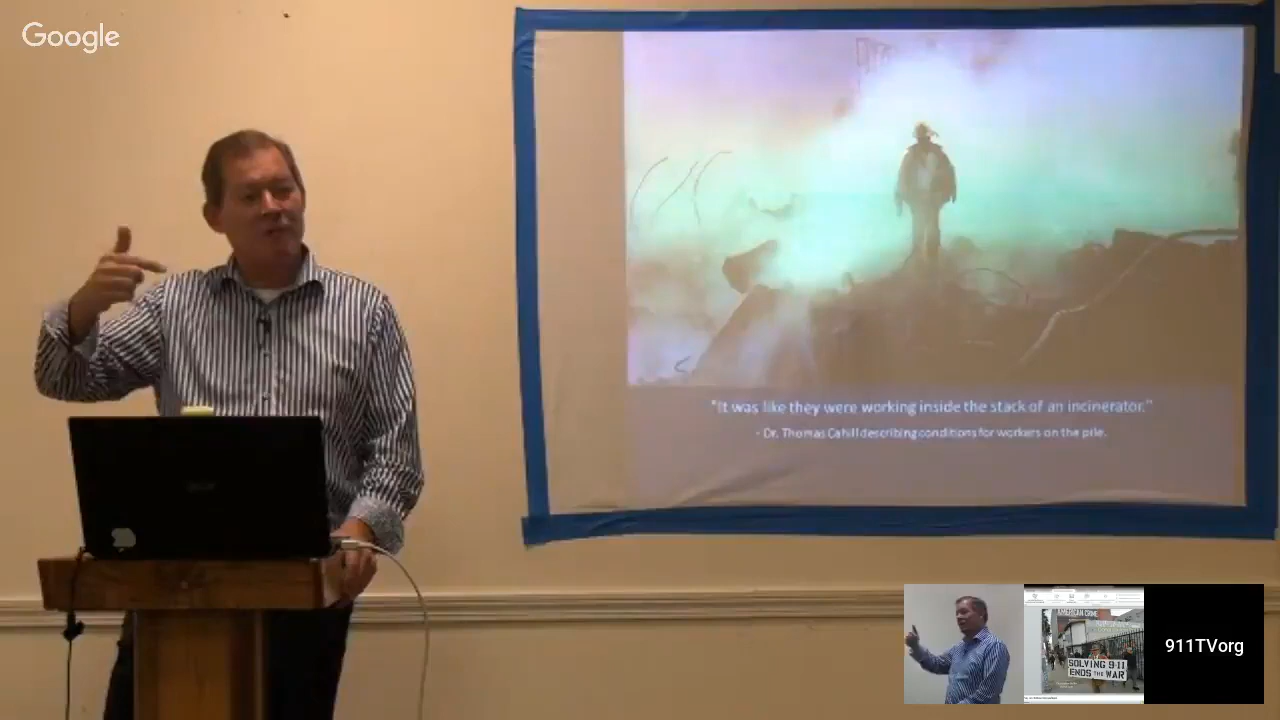 Google
"It was like they were working inside the stack of an incinerator."
- Dr. Thomas Cahill describing conditions for workers on the pile.
AMERICAN CRIME
SOLVING 9-11
ENDS THE WAR
911TVorg